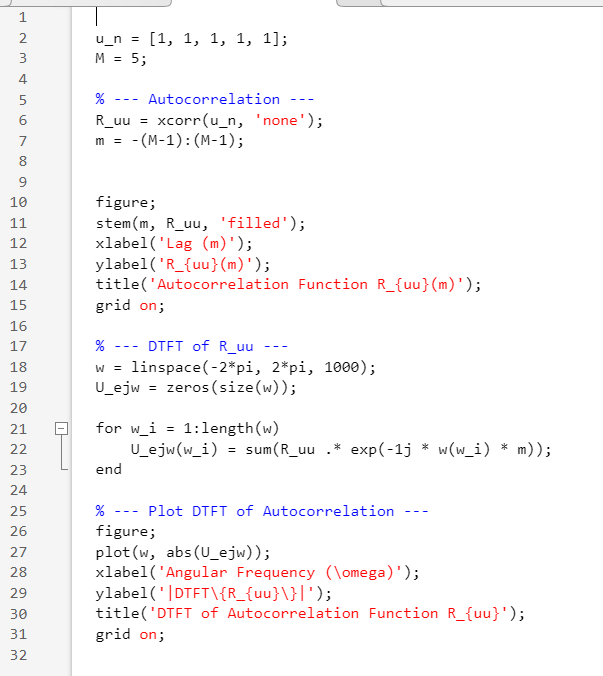 1
2 u_n = [1, 1, 1, 1, 1];
3 M = 5;
4
5 % --- Autocorrelation ---
6 R_uu = xcorr(u_n, 'none');
7 m = -(M-1):(M-1);
8
9
10 figure;
11 stem(m, R_uu, 'filled');
12 xlabel('Lag (m)');
13 ylabel('R_{uu}(m)');
14 title('Autocorrelation Function R_{uu}(m)');
15 grid on;
16
17 % --- DTFT of R_uu ---
18 w = linspace(-2*pi, 2*pi, 1000);
19 U_ejw = zeros(size(w));
20
21 for w_i = 1:length(w)
22 U_ejw(w_i) = sum(R_uu .* exp(-1j * w(w_i) * m));
23 end
24
25 % --- Plot DTFT of Autocorrelation ---
26 figure;
27 plot(w, abs(U_ejw));
28 xlabel('Angular Frequency (\omega)');
29 ylabel('|DTFT\{R_{uu}\}|');
30 title('DTFT of Autocorrelation Function R_{uu}');
31 grid on;
32